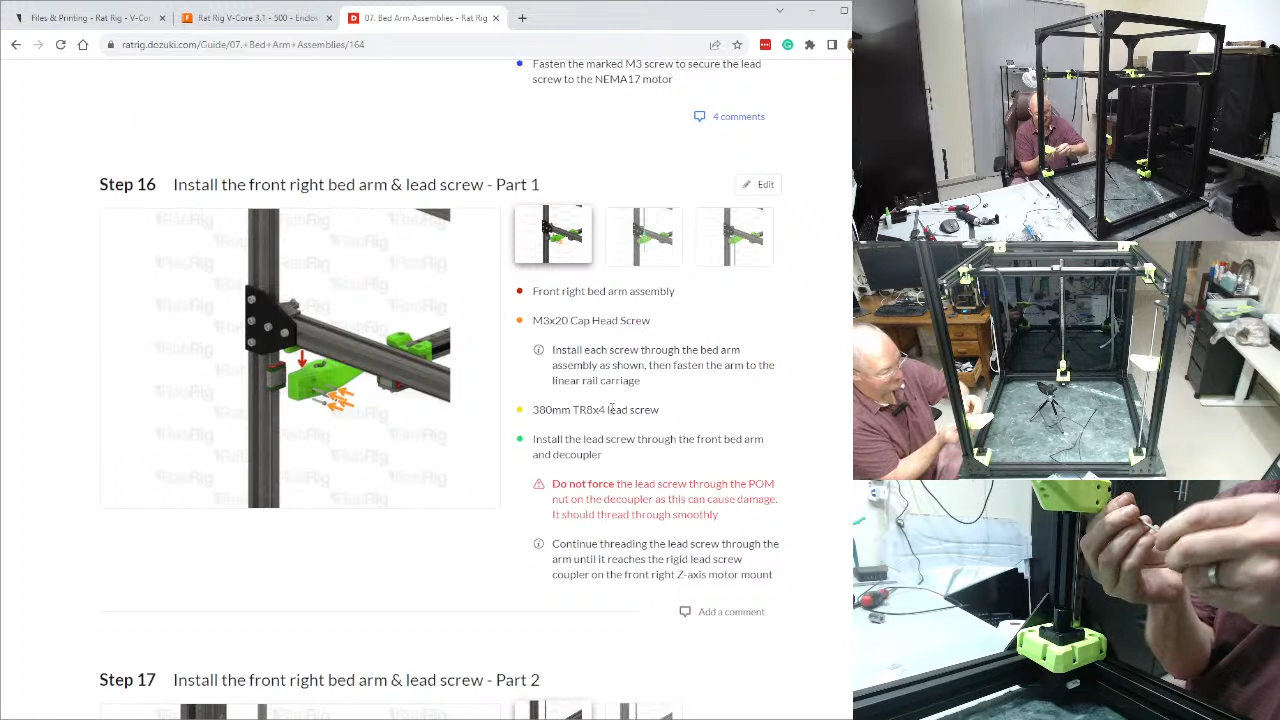 Files & Printing - Rat Rig - V-Cor
Rat Rig V-Core 3.1 - 500 - Endos
07. Bed Arm Assemblies - Rat Rig
ratrig.dozuki.com/Guide/07.+Bed+Arm+Assemblies/164
Fasten the marked M3 screw to secure the lead
screw to the NEMA17 motor
4 comments
Step 16 Install the front right bed arm & lead screw - Part 1
Edit
Front right bed arm assembly
M3x20 Cap Head Screw
Install each screw through the bed arm
assembly as shown, then fasten the arm to the
linear rail carriage
380mm TR8x4 lead screw
Install the lead screw through the front bed arm
and decoupler
Do not force the lead screw through the POM
nut on the decoupler as this can cause damage.
It should thread through smoothly
Continue threading the lead screw through the
arm until it reaches the rigid lead screw
coupler on the front right Z-axis motor mount
Add a comment
Step 17 Install the front right bed arm & lead screw - Part 2